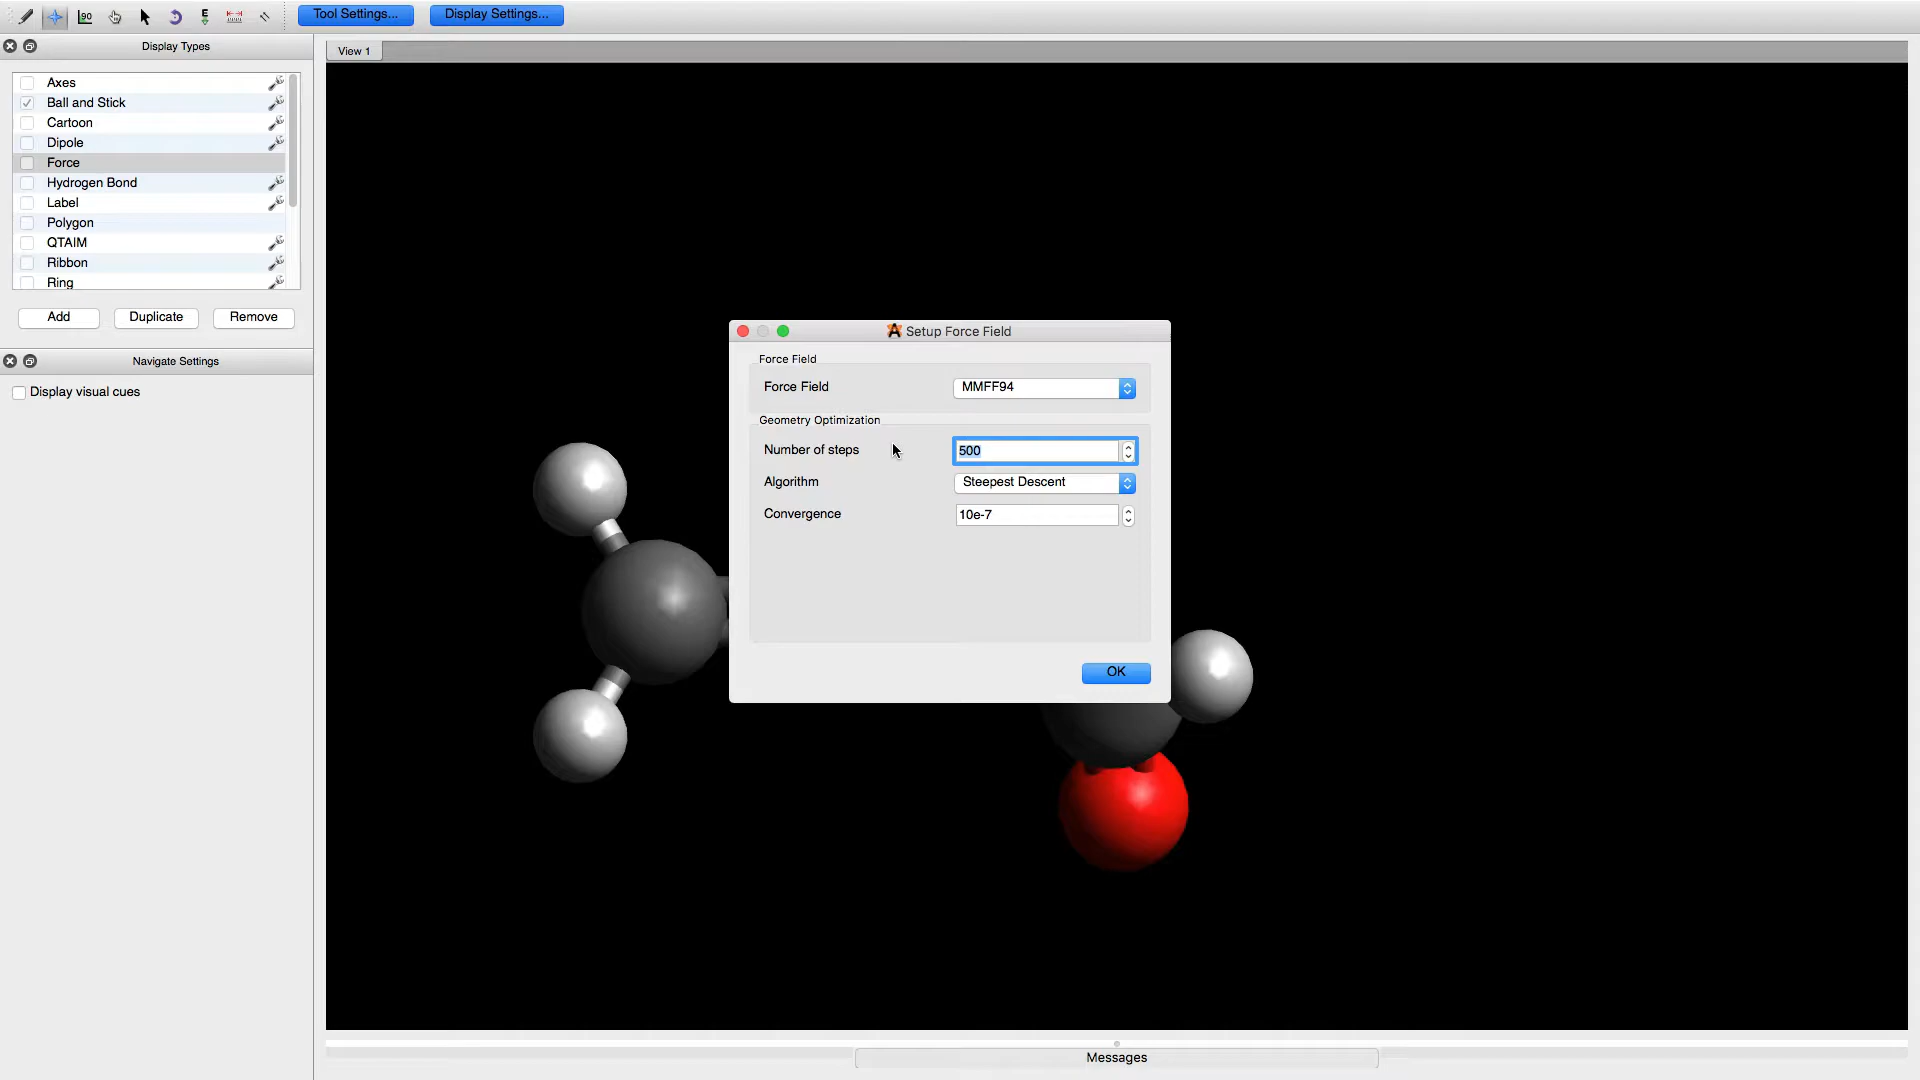 E
90
Tool Settings...
Display Settings...
Display Types
View 1
Axes
Ball and Stick
Cartoon
Dipole
Force
Hydrogen Bond
Label
Polygon
QTAIM
Ribbon
Ring
Add
Duplicate
Remove
Navigate Settings
Display visual cues
Setup Force Field
Force Field
Force Field
MMFF94
Geometry Optimization
Number of steps
500
Algorithm
Steepest Descent
Convergence
10e-7
OK
Messages